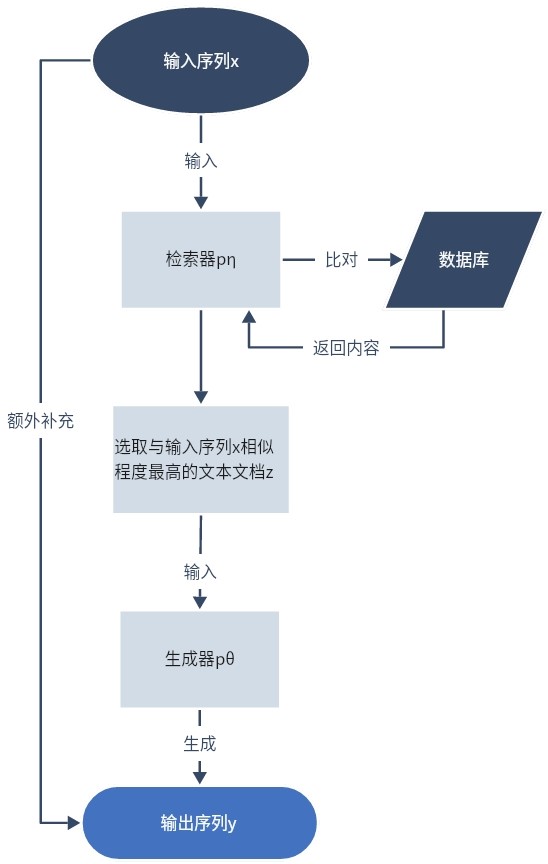 输入序列x
输入
检索器pη
比对
数据库
返回内容
额外补充
选取与输入序列x相似
程度最高的文本文档z
输入
生成器pθ
生成
输出序列y